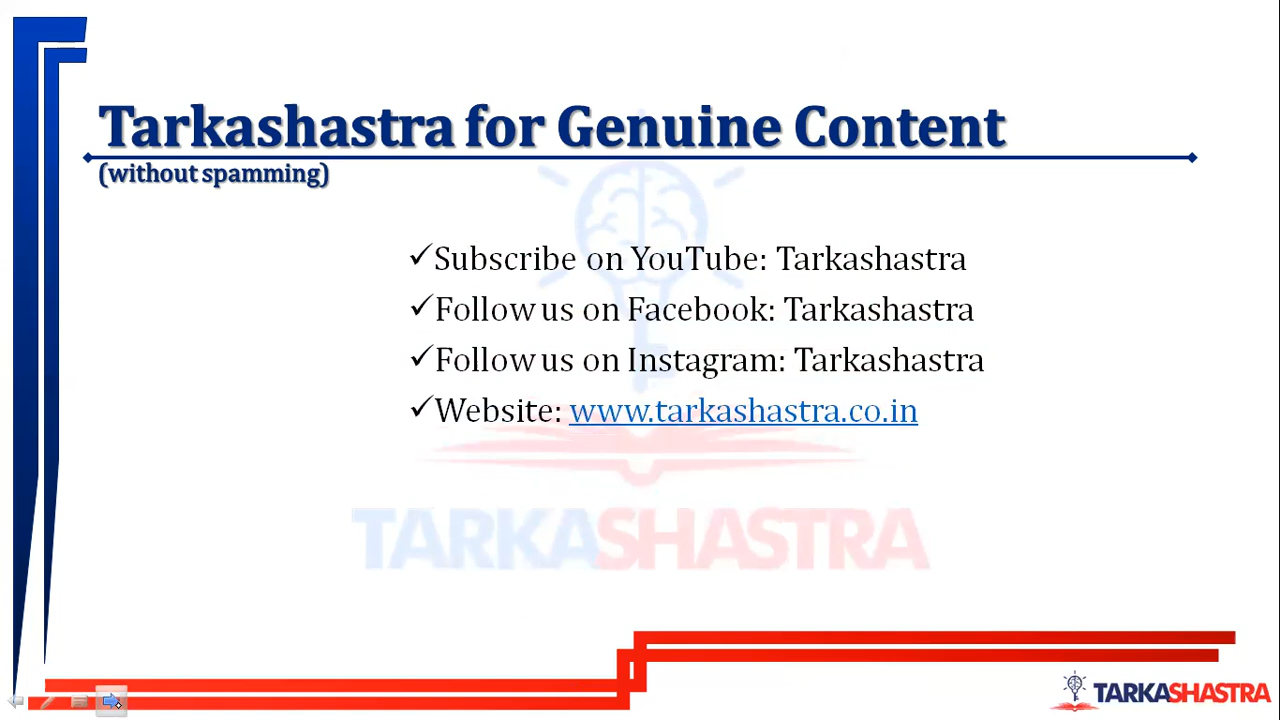 Tarkashastra for Genuine Content
(without spamming)
✓Subscribe on YouTube: Tarkashastra
✓Follow us on Facebook: Tarkashastra
✓Follow us on Instagram: Tarkashastra
✓Website: www.tarkashastra.co.in
TARKASHASTRA
TARKASHASTRA